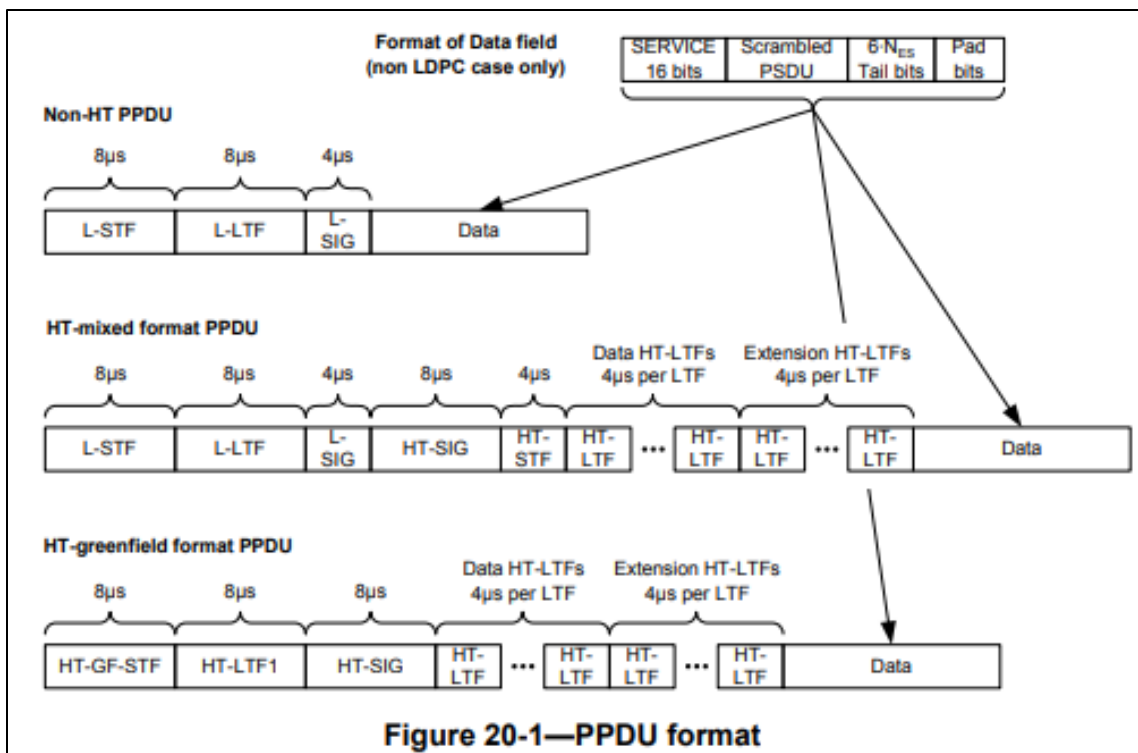 Format of Data field
(non LDPC case only)
SERVICE
16 bits
Scrambled
PSDU
6·NES
Tail bits
Pad
bits
Non-HT PPDU
8µs
8µs
4µs
L-STF
L-LTF
L-
SIG
Data
HT-mixed format PPDU
8µs
8µs
4µs
8µs
4µs
Data HT-LTFs
4µs per LTF
Extension HT-LTFs
4µs per LTF
L-STF
L-LTF
L-
SIG
HT-SIG
HT-
STF
HT-
LTF
•••
HT-
LTF
HT-
LTF
•••
HT-
LTF
Data
HT-greenfield format PPDU
8µs
8µs
8µs
Data HT-LTFs
4µs per LTF
Extension HT-LTFs
4µs per LTF
HT-GF-STF
HT-LTF1
HT-SIG
HT-
LTF
•••
HT-
LTF
HT-
LTF
•••
HT-
LTF
Data
Figure 20-1—PPDU format